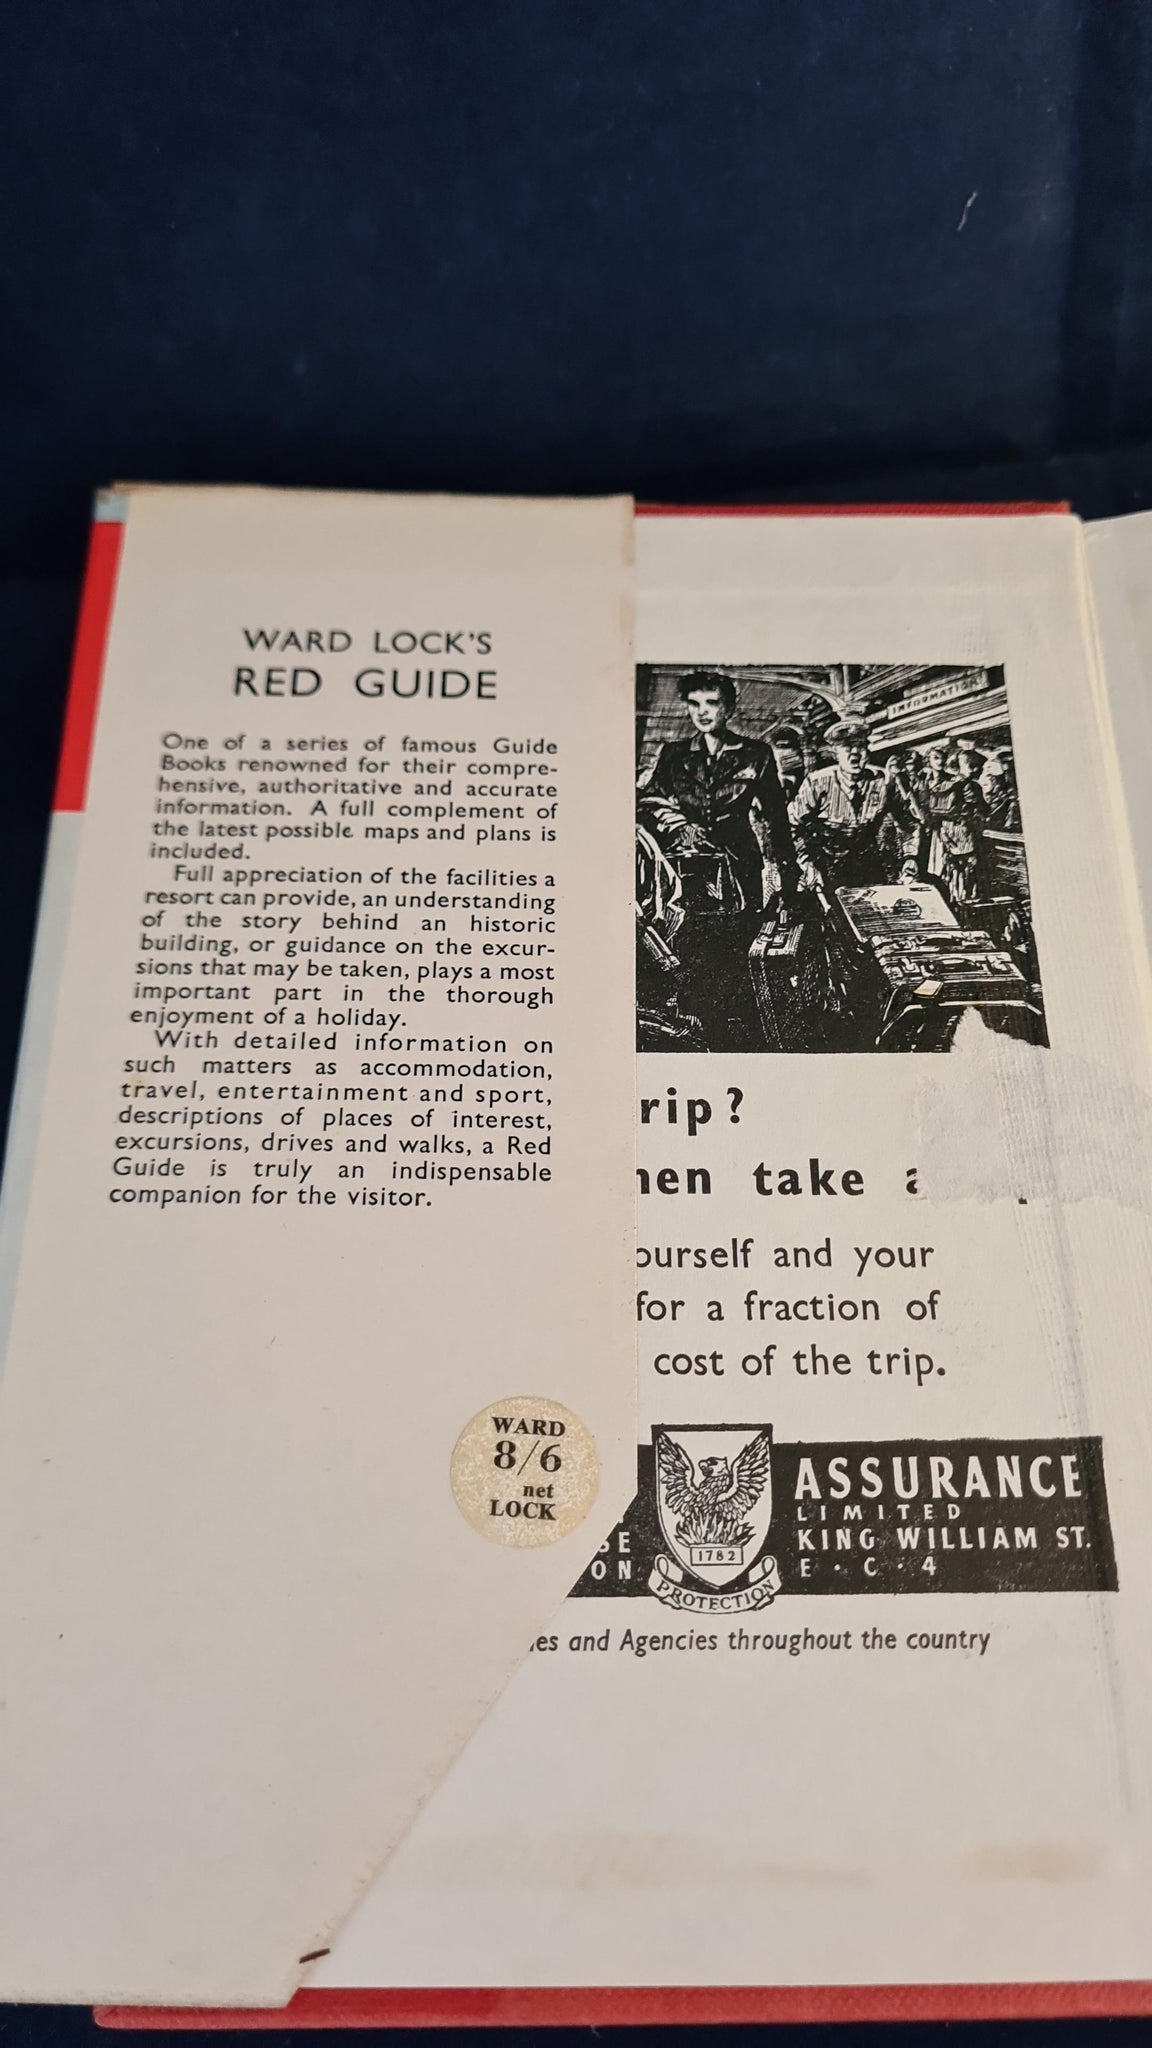 WARD LOCK'S
RED GUIDE
One of a series of famous Guide
Books renowned for their compre-
hensive, authoritative and accurate
information. A full complement of
the latest possible maps and plans is
included.
Full appreciation of the facilities a
resort can provide, an understanding
of the story behind an historic
building, or guidance on the excur-
sions that may be taken, plays a most
important part in the thorough
enjoyment of a holiday.
With detailed information on
such matters as accommodation,
travel, entertainment and sport,
descriptions of places of interest,
excursions, drives and walks, a Red
Guide is truly an indispensable
companion for the visitor.
WARD
8/6
net
LOCK
INFORMATION
rip?
hen take a
ourself and your
for a fraction of
cost of the trip.
ASSURANCE
LIMITED
KING WILLIAM ST.
E·C·4
SE
ON
1782
PROTECTION
es and Agencies throughout the country